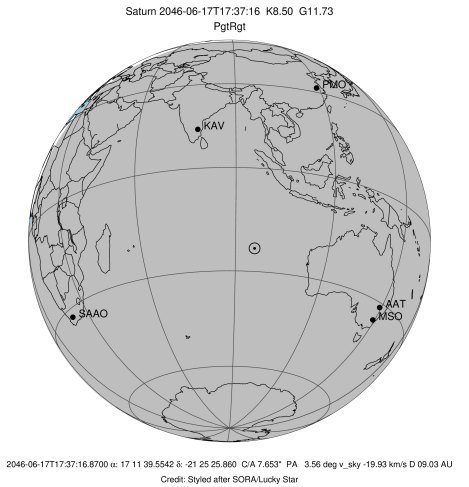 Saturn 2046-06-17T17:37:16 K8.50 G11.73
PgtRgt
PMO
KAV
AAT
MSO
SAAO
2046-06-17T17:37:16.8700 α: 17 11 39.5542 δ: -21 25 25.860 C/A 7.653" PA 3.56 deg v_sky -19.93 km/s D 09.03 AU
Credit: Styled after SORA/Lucky Star